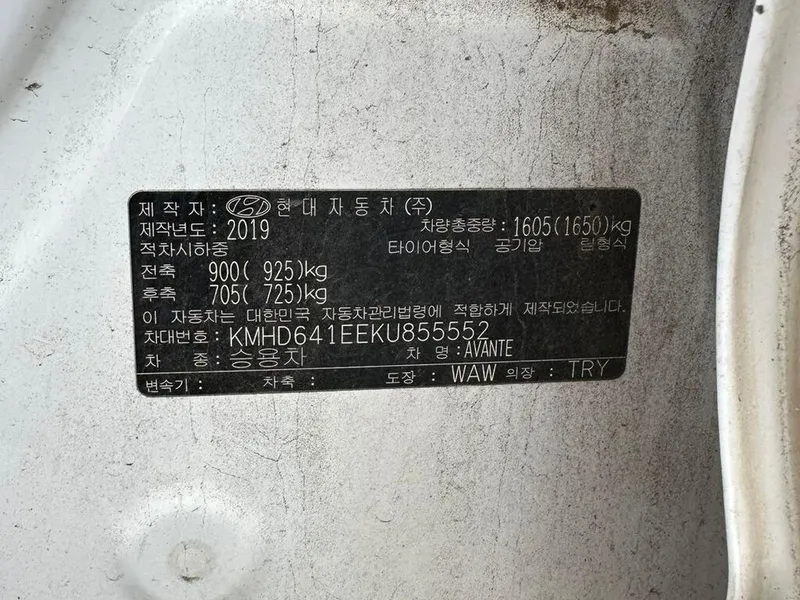 제 작 자 : 현 대 자 동 차 (주)
제작년도 : 2019 차량총중량 : 1605(1650)kg
적차시하중 타이어형식 공기압 림형식
전축 900( 925)kg
후축 705( 725)kg
이 자동차는 대한민국 자동차관리법령에 적합하게 제작되었습니다.
차대번호 : KMHD641EEKU855552
차 종 : 승용차 차 명 : AVANTE
변속기 : 차축 : 도장 : WAW 의장 : TRY